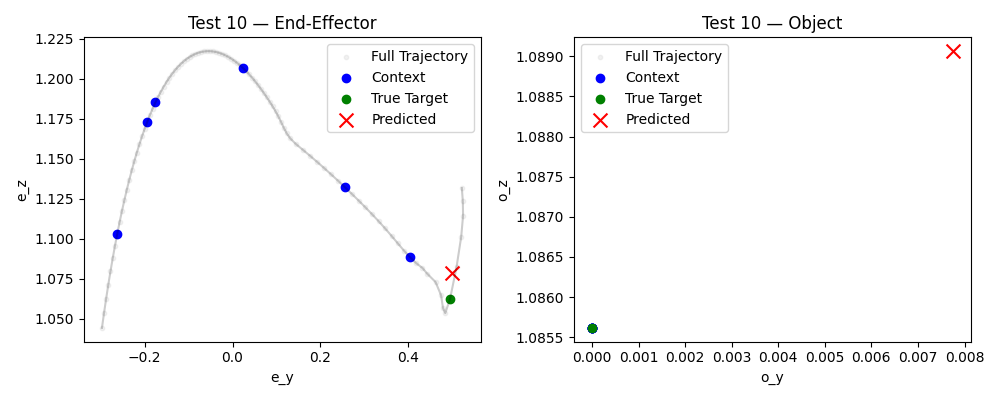 Test 10 — End-Effector
1.225
1.200
1.175
1.150
1.125
1.100
1.075
1.050
e_z
−0.2
0.0
0.2
0.4
e_y
Full Trajectory
Context
True Target
Predicted
Test 10 — Object
1.0890
1.0885
1.0880
1.0875
1.0870
1.0865
1.0860
1.0855
o_z
0.000
0.001
0.002
0.003
0.004
0.005
0.006
0.007
0.008
o_y
Full Trajectory
Context
True Target
Predicted